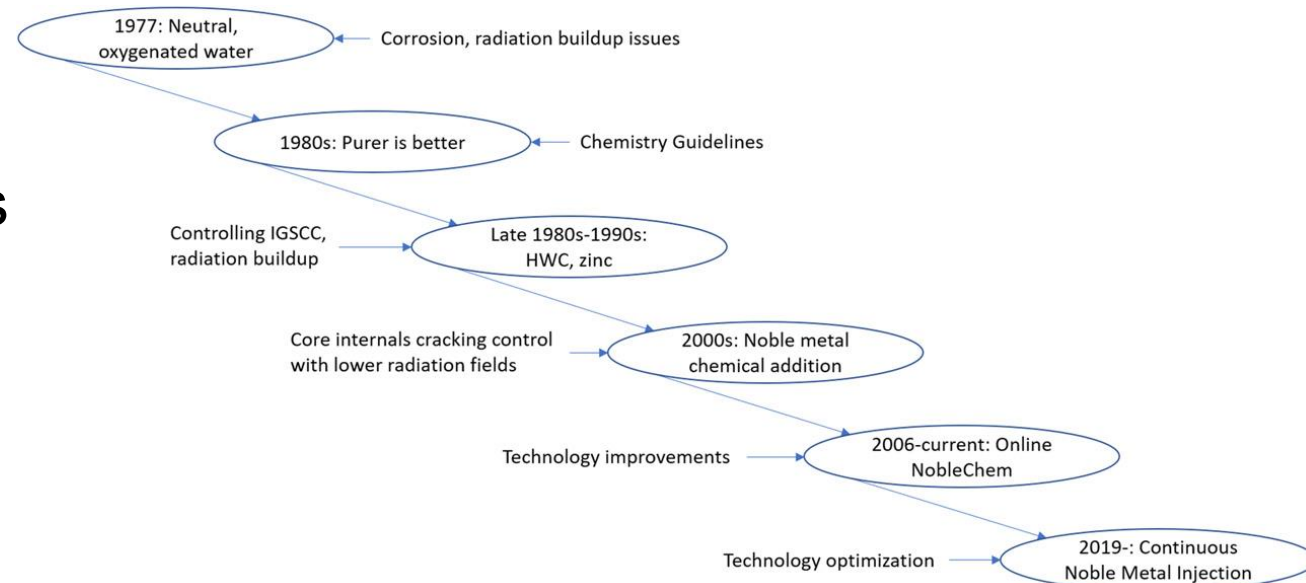 1977: Neutral,
oxygenated water
Corrosion, radiation buildup issues
1980s: Purer is better
Chemistry Guidelines
s
Controlling IGSCC,
radiation buildup
Late 1980s-1990s:
HWC, zinc
Core internals cracking control
with lower radiation fields
2000s: Noble metal
chemical addition
Technology improvements
2006-current: Online
NobleChem
Technology optimization
2019-: Continuous
Noble Metal Injection